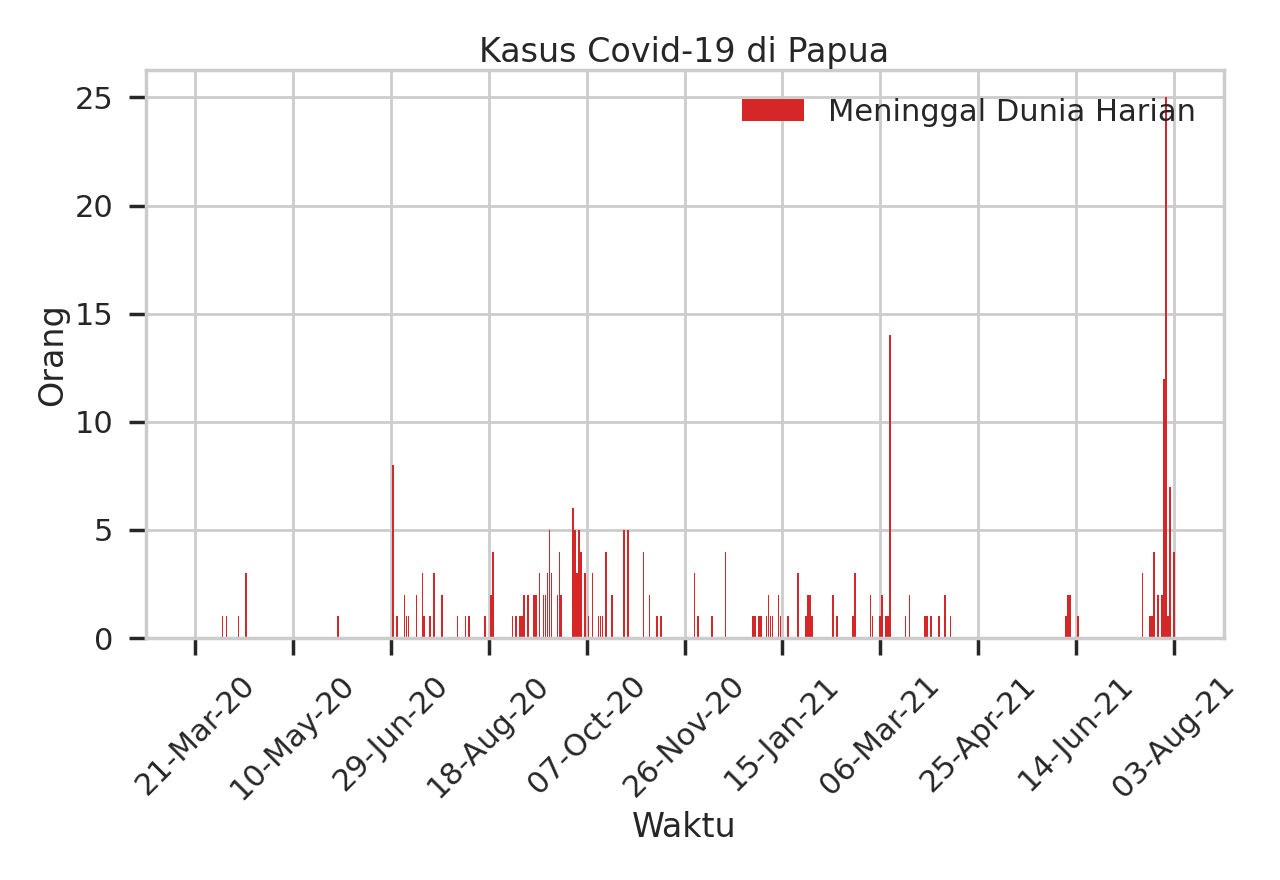 Kasus Covid-19 di Papua
Meninggal Dunia Harian
Orang
25
20
15
10
5
0
21-Mar-20
10-May-20
29-Jun-20
18-Aug-20
07-Oct-20
26-Nov-20
15-Jan-21
06-Mar-21
25-Apr-21
14-Jun-21
03-Aug-21
Waktu